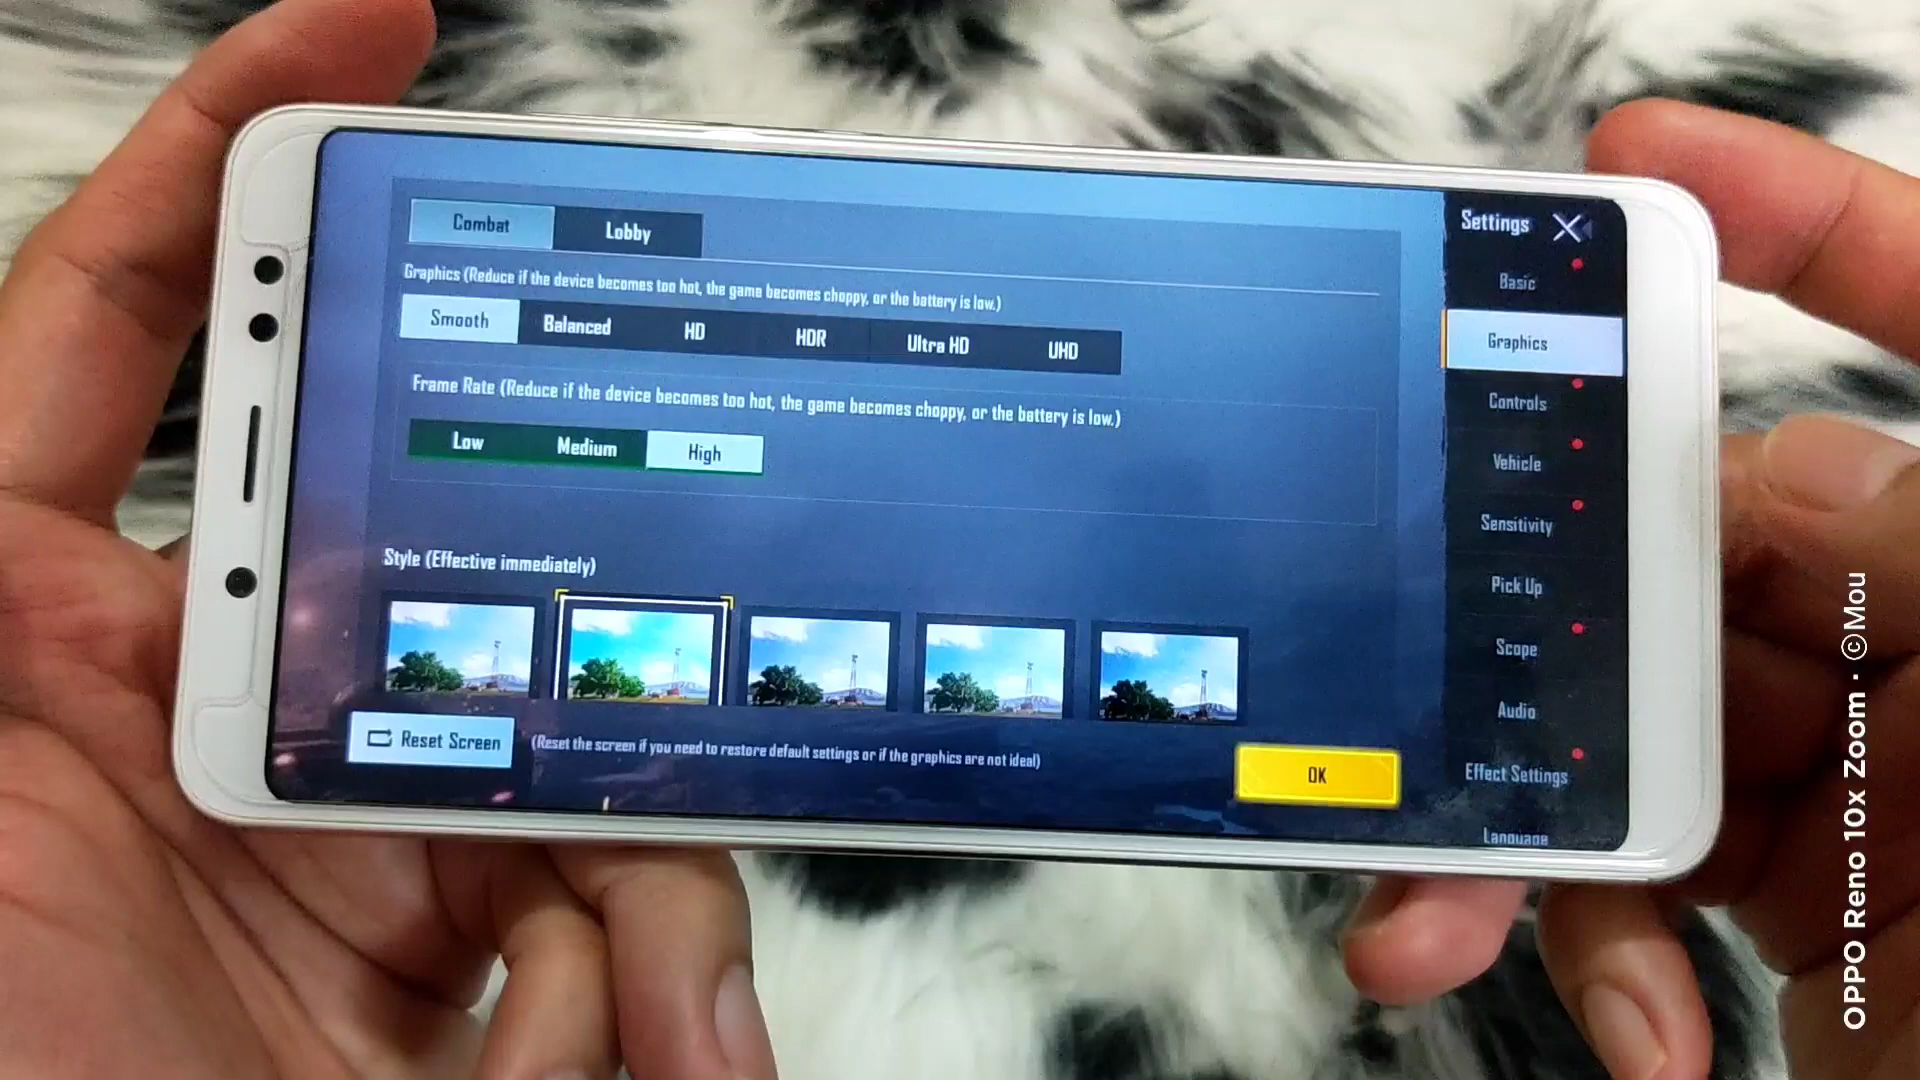 Combat
Lobby
Settings
Graphics (Reduce if the device becomes too hot, the game becomes choppy, or the battery is low.)
Smooth
Balanced
HD
HDR
Ultra HD
UHD
Frame Rate (Reduce if the device becomes too hot, the game becomes choppy, or the battery is low.)
Low
Medium
High
Style (Effective immediately)
Reset Screen
(Reset the screen if you need to restore default settings or if the graphics are not ideal)
OK
Basic
Graphics
Controls
Vehicle
Sensitivity
Pick Up
Scope
Audio
Effect Settings
Language
OPPO Reno 10x Zoom · ©Mou